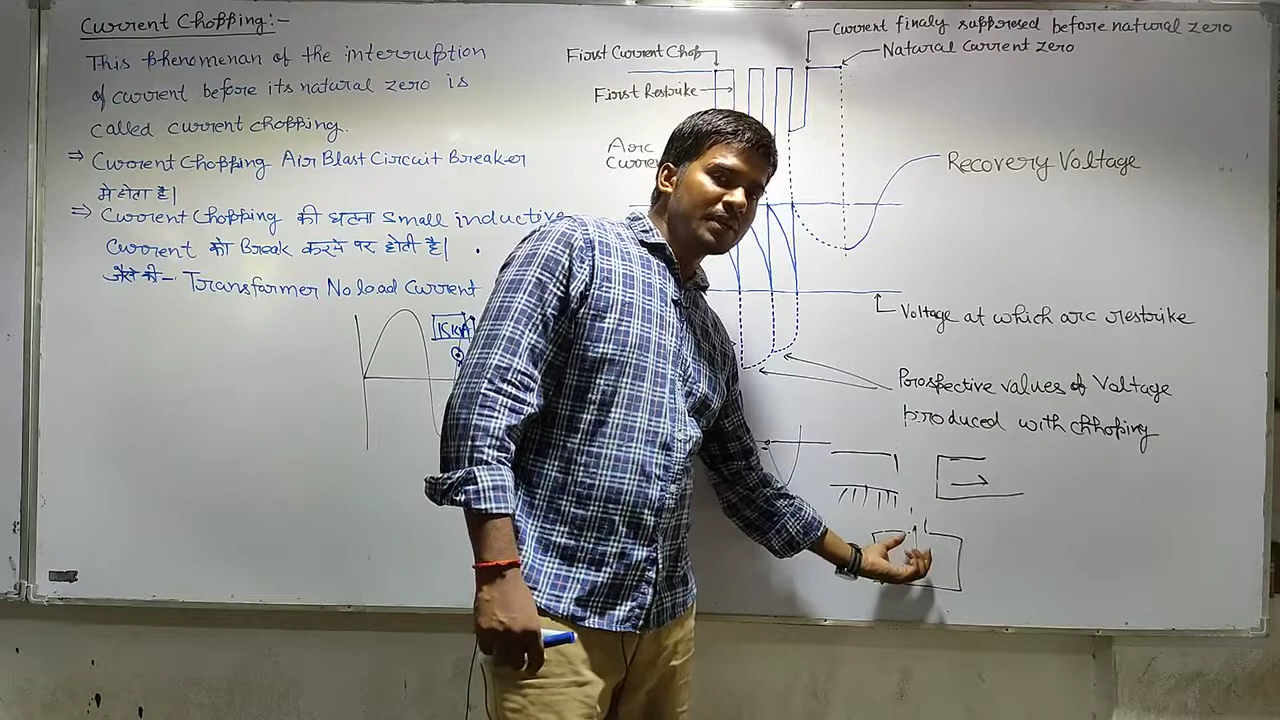 Current Chopping:-
This phenomenan of the interruption
of current before its natural zero is
called current chopping.
⇒ Current Chopping Air Blast Circuit Breaker
मे होता है।
⇒ Current Chopping की घटना small inductive
Current को Break करने पर होती है।
जैसे की- Transformer No load Current
15kA
First Current Chop
First Restrike
Arc
Current finaly suppresed before natural zero
Natural Current zero
Recovery Voltage
Voltage at which arc restrike
Prospective values of Voltage
produced with chhoping